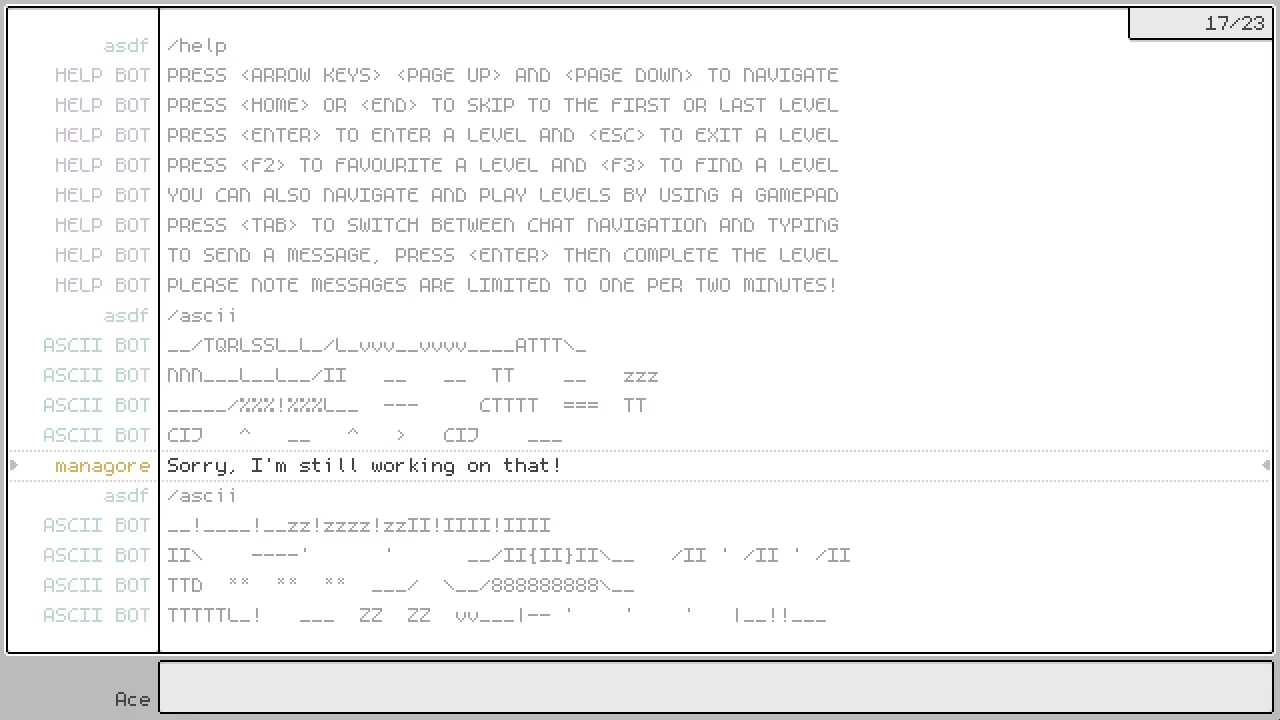 17/23
asdf /help
HELP BOT PRESS <ARROW KEYS> <PAGE UP> AND <PAGE DOWN> TO NAVIGATE
HELP BOT PRESS <HOME> OR <END> TO SKIP TO THE FIRST OR LAST LEVEL
HELP BOT PRESS <ENTER> TO ENTER A LEVEL AND <ESC> TO EXIT A LEVEL
HELP BOT PRESS <F2> TO FAVOURITE A LEVEL AND <F3> TO FIND A LEVEL
HELP BOT YOU CAN ALSO NAVIGATE AND PLAY LEVELS BY USING A GAMEPAD
HELP BOT PRESS <TAB> TO SWITCH BETWEEN CHAT NAVIGATION AND TYPING
HELP BOT TO SEND A MESSAGE, PRESS <ENTER> THEN COMPLETE THE LEVEL
HELP BOT PLEASE NOTE MESSAGES ARE LIMITED TO ONE PER TWO MINUTES!
asdf /ascii
ASCII BOT __/TQRLSSL_L_/L_vvv__vvvv____ATTT\_
ASCII BOT NNN___L__L__/II   __   __  TT    __   zzz
ASCII BOT _____/%%%!%%%L__  ---     CTTTT  ===  TT
ASCII BOT CIJ   ^   __   ^   >   CIJ    ___
managore Sorry, I'm still working on that!
asdf /ascii
ASCII BOT __!____!__zz!zzzz!zzII!IIII!IIII
ASCII BOT II\    ----'      '      __/II{II}II\__   /II ' /II ' /II
ASCII BOT TTD  **  **  **  ___/  \__/888888888\__
ASCII BOT TTTTTL_!   ___  ZZ  ZZ  vv___|-- '    '    '   |__!!___
Ace